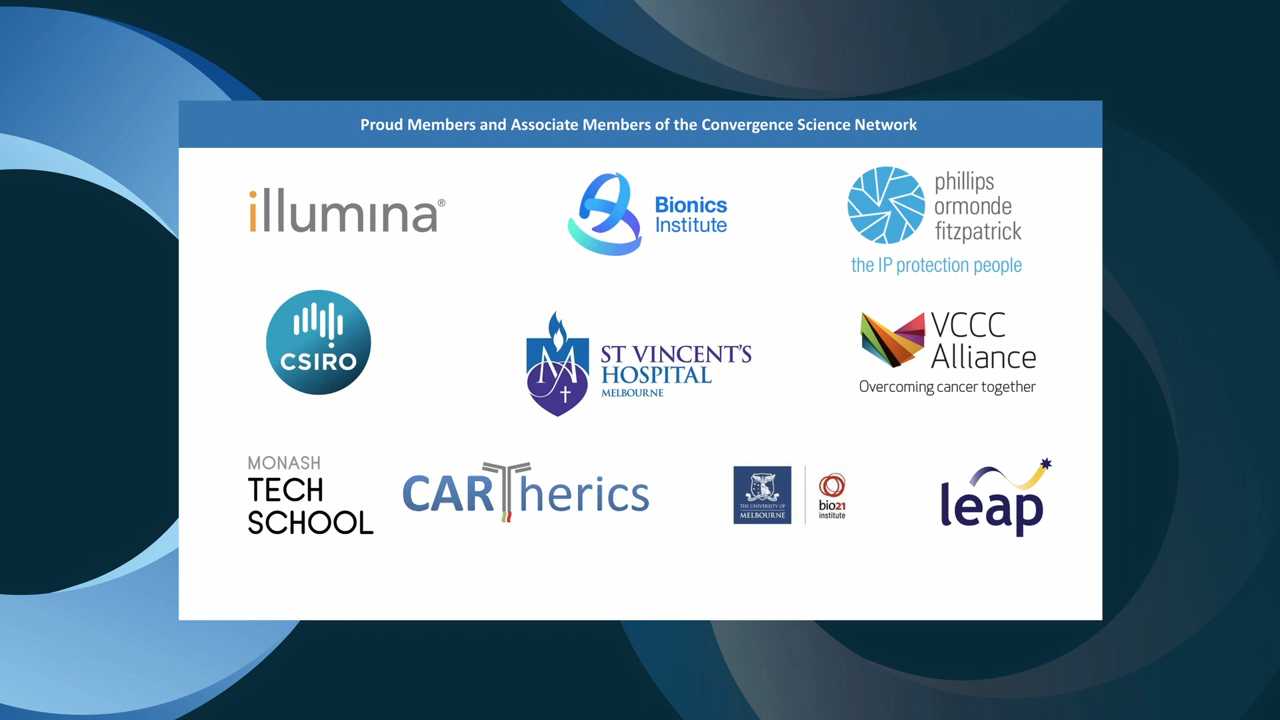 Proud Members and Associate Members of the Convergence Science Network
illumina®
Bionics
Institute
phillips
ormonde
fitzpatrick
the IP protection people
CSIRO
ST VINCENT'S
HOSPITAL
MELBOURNE
VCCC
Alliance
Overcoming cancer together
MONASH
TECH
SCHOOL
CARTherics
THE UNIVERSITY OF
MELBOURNE
bio21
institute
leap